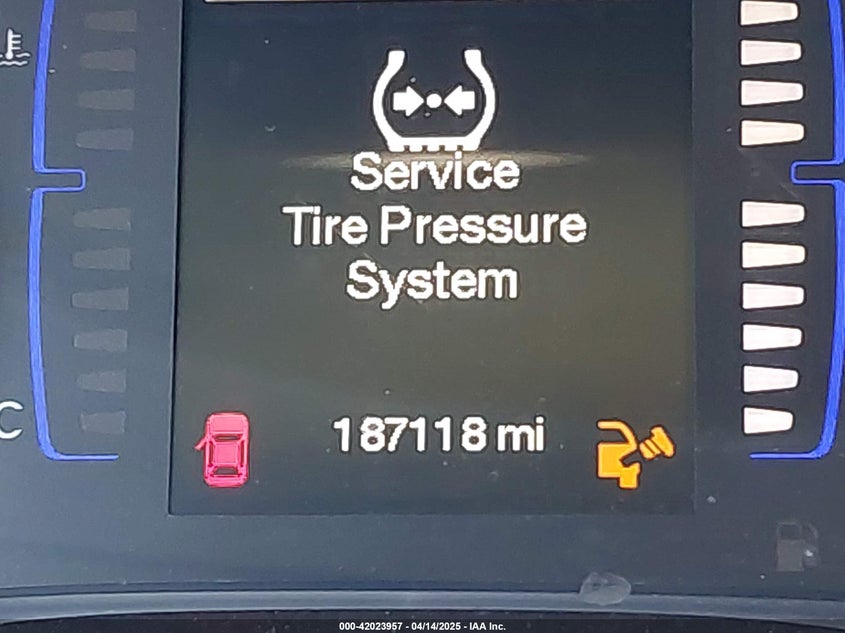 Service
Tire Pressure
System
187118 mi
C
000-42023957 - 04/14/2025 - IAA Inc.